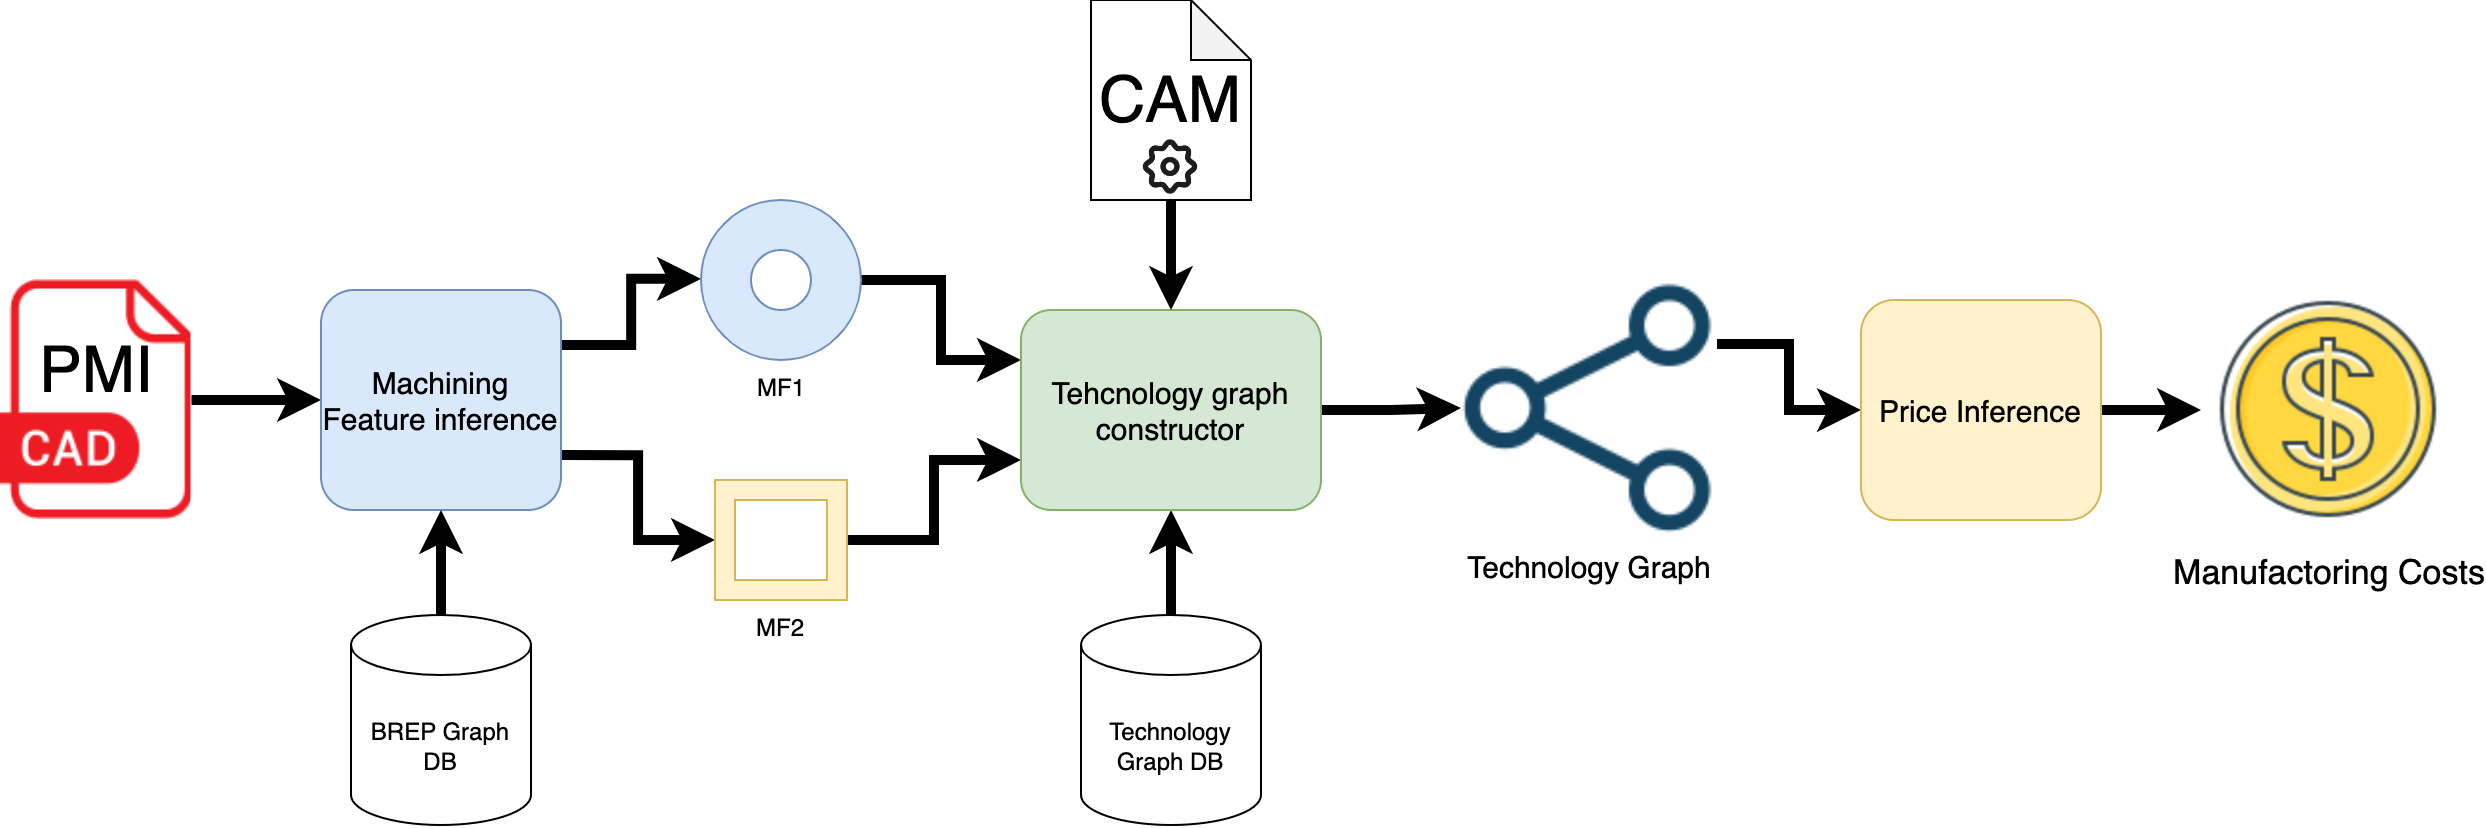 CAM
PMI
CAD
Machining
Feature inference
MF1
MF2
BREP Graph
DB
Tehcnology graph
constructor
Technology
Graph DB
Technology Graph
Price Inference
Manufactoring Costs